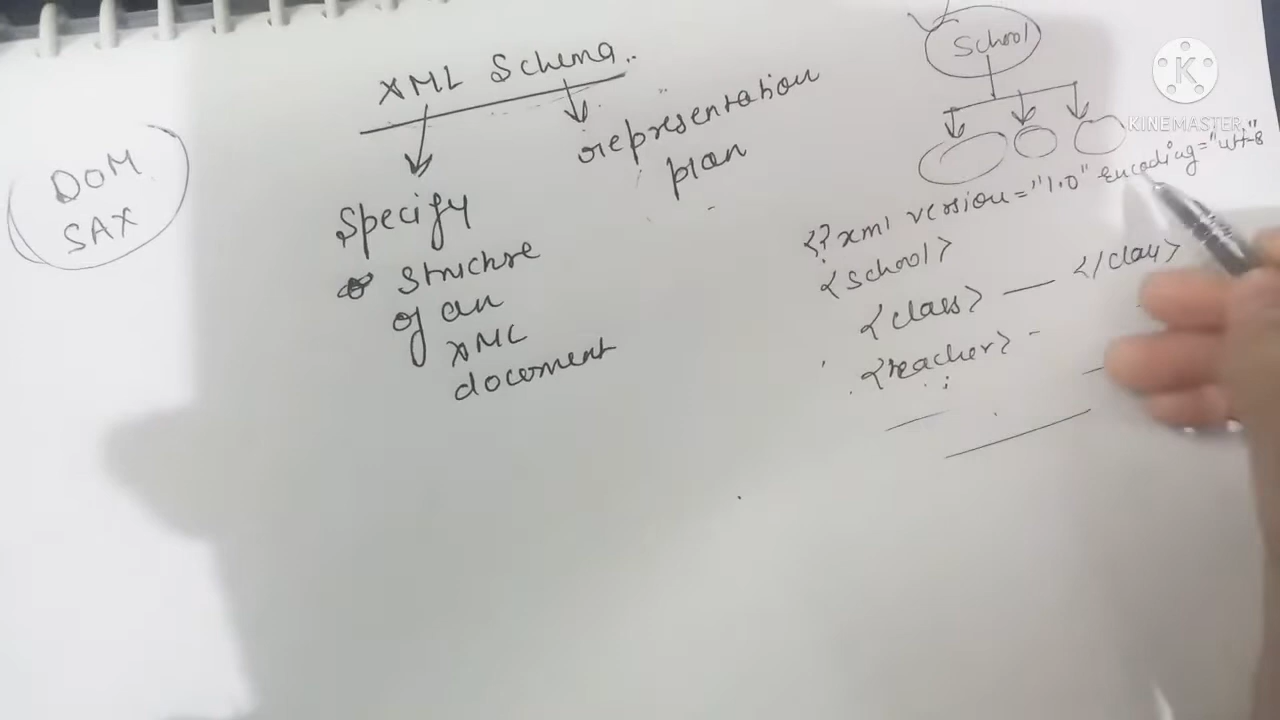 XML Schema..
representation
plan
Specify
structure
of an
XML
document
DOM
SAX
School
KINEMASTER
<?xml version="1.0" encoding="utf-8"
<school>
<class> — </class>
<teacher> -